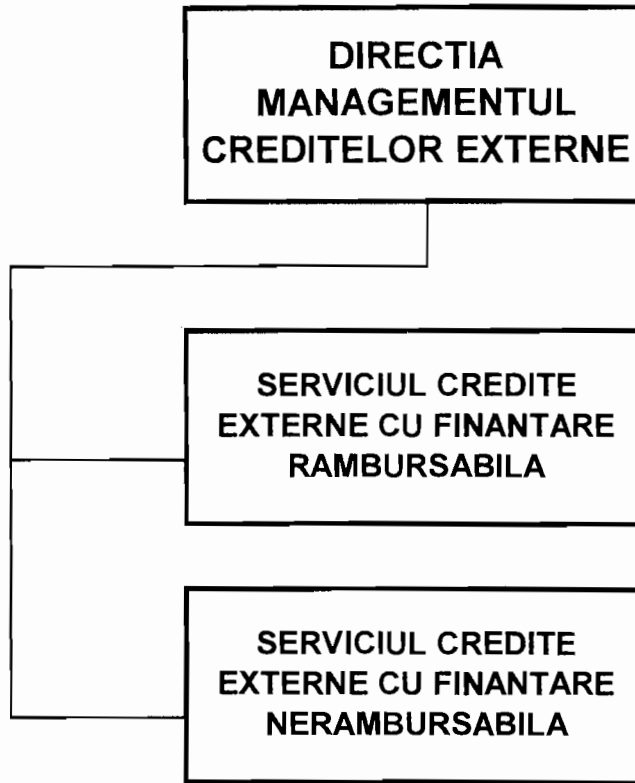 DIRECTIA
MANAGEMENTUL
CREDITELOR EXTERNE
SERVICIUL CREDITE
EXTERNE CU FINANTARE
RAMBURSABILA
SERVICIUL CREDITE
EXTERNE CU FINANTARE
NERAMBURSABILA